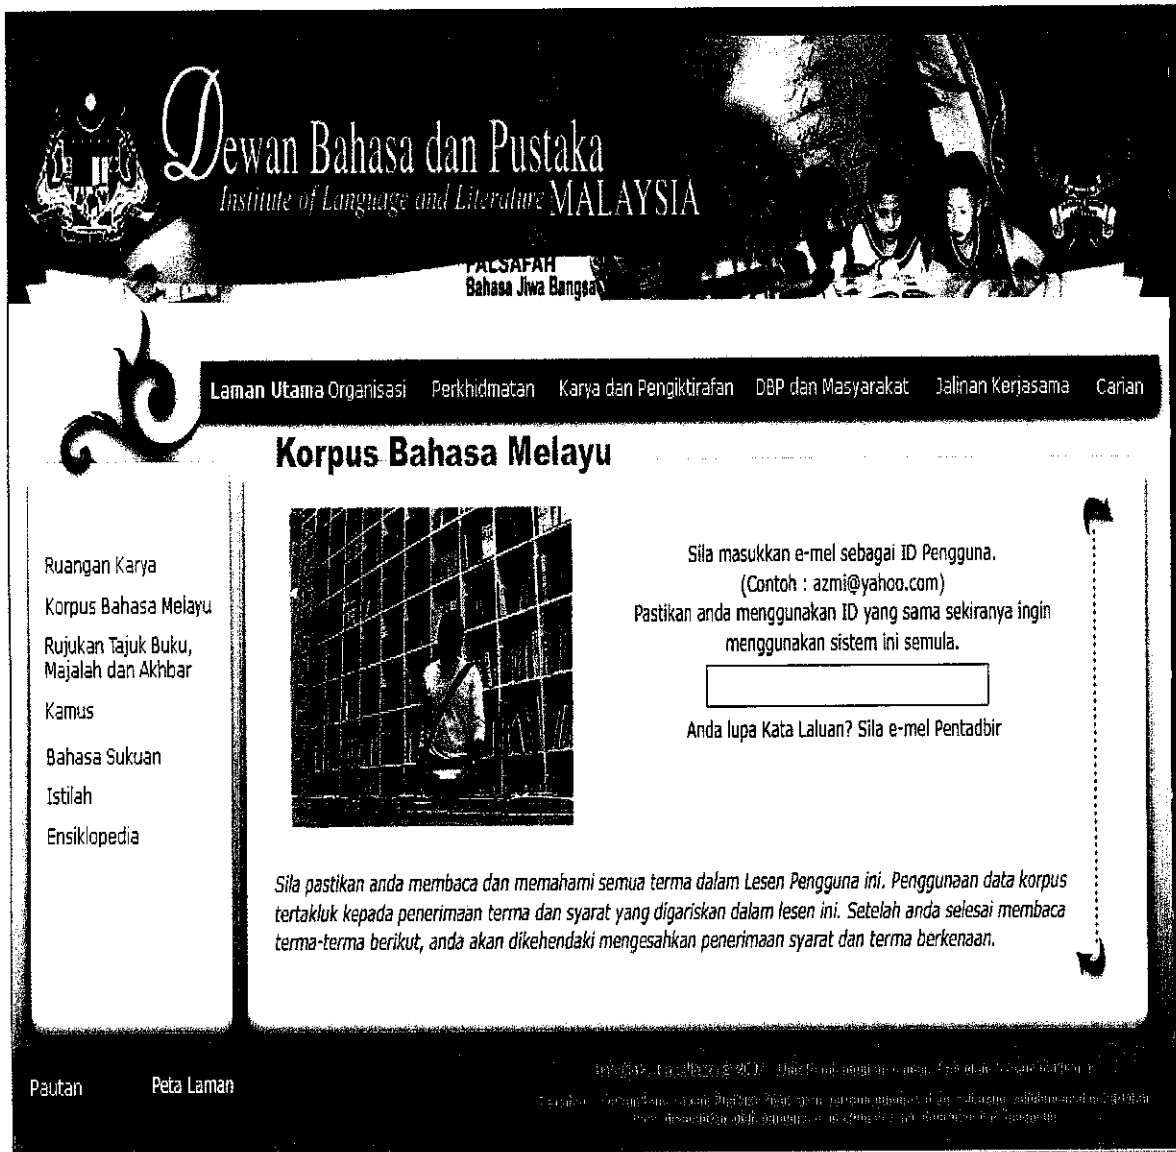 Dewan Bahasa dan Pustaka
Institute of Language and Literature MALAYSIA
FALSAFAH
Bahasa Jiwa Bangsa
Laman Utama Organisasi Perkhidmatan Karya dan Pengiktirafan DBP dan Masyarakat Jalinan Kerjasama Carian
Korpus Bahasa Melayu
Ruangan Karya
Korpus Bahasa Melayu
Rujukan Tajuk Buku,
Majalah dan Akhbar
Kamus
Bahasa Sukuan
Istilah
Ensiklopedia
Sila masukkan e-mel sebagai ID Pengguna.
(Contoh : azmi@yahoo.com)
Pastikan anda menggunakan ID yang sama sekiranya ingin
menggunakan sistem ini semula.
Anda lupa Kata Laluan? Sila e-mel Pentadbir
Sila pastikan anda membaca dan memahami semua terma dalam Lesen Pengguna ini. Penggunaan data korpus
tertakluk kepada penerimaan terma dan syarat yang digariskan dalam lesen ini. Setelah anda selesai membaca
terma-terma berikut, anda akan dikehendaki mengesahkan penerimaan syarat dan terma berkenaan.
Pautan Peta Laman